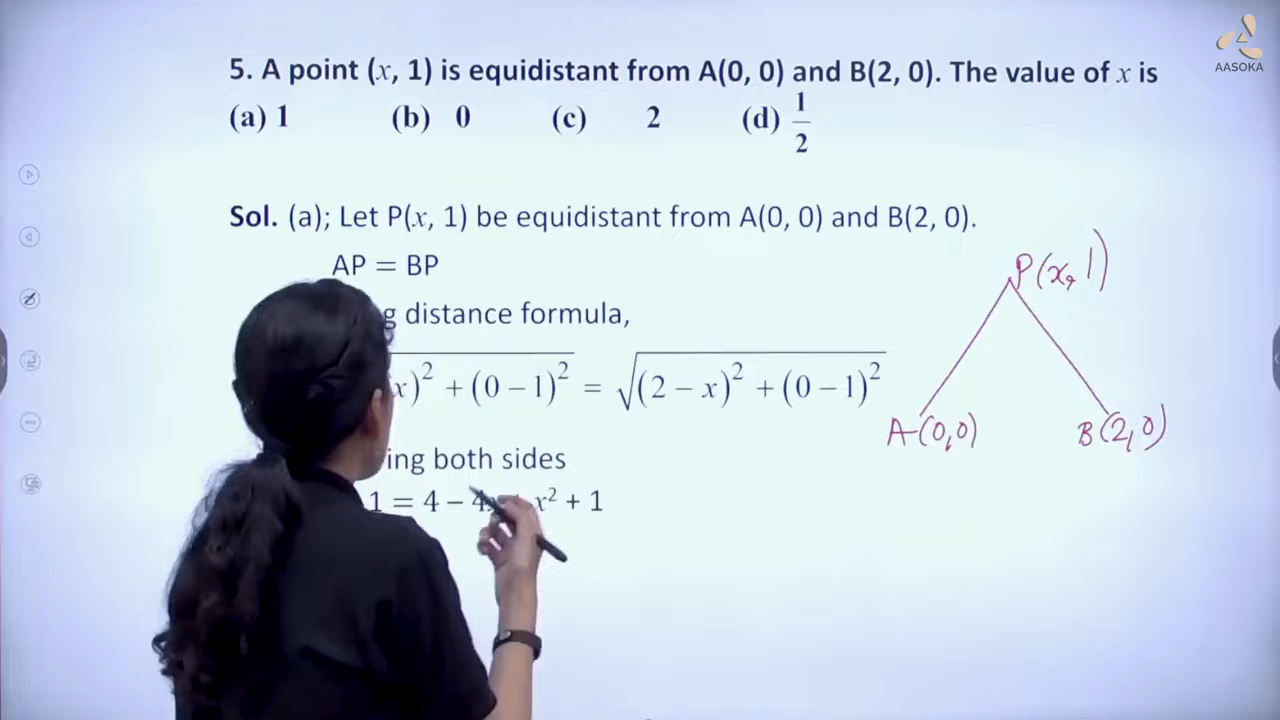 AASOKA
5. A point (x, 1) is equidistant from A(0, 0) and B(2, 0). The value of x is
(a) 1 (b) 0 (c) 2 (d) 1/2
Sol. (a); Let P(x, 1) be equidistant from A(0, 0) and B(2, 0).
AP = BP
distance formula,
x)² + (0 – 1)² = √((2 – x)² + (0 – 1)²)
both sides
1 = 4 – x² + 1
P(x, 1)
A(0,0)
B(2,0)